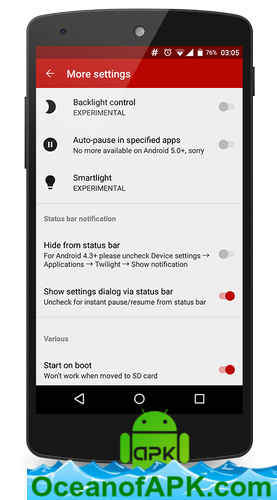 # 76% 03:05
More settings
Backlight control
EXPERIMENTAL
Auto-pause in specified apps
No more available on Android 5.0+, sorry
Smartlight
EXPERIMENTAL
Status bar notification
Hide from status bar
For Android 4.3+ please uncheck Device settings →
Applications → Twilight → Show notification
Show settings dialog via status bar
Uncheck for instant pause/resume from status bar
Various
Start on boot
Won't work when moved to SD card
apk
OceanofAPK.com